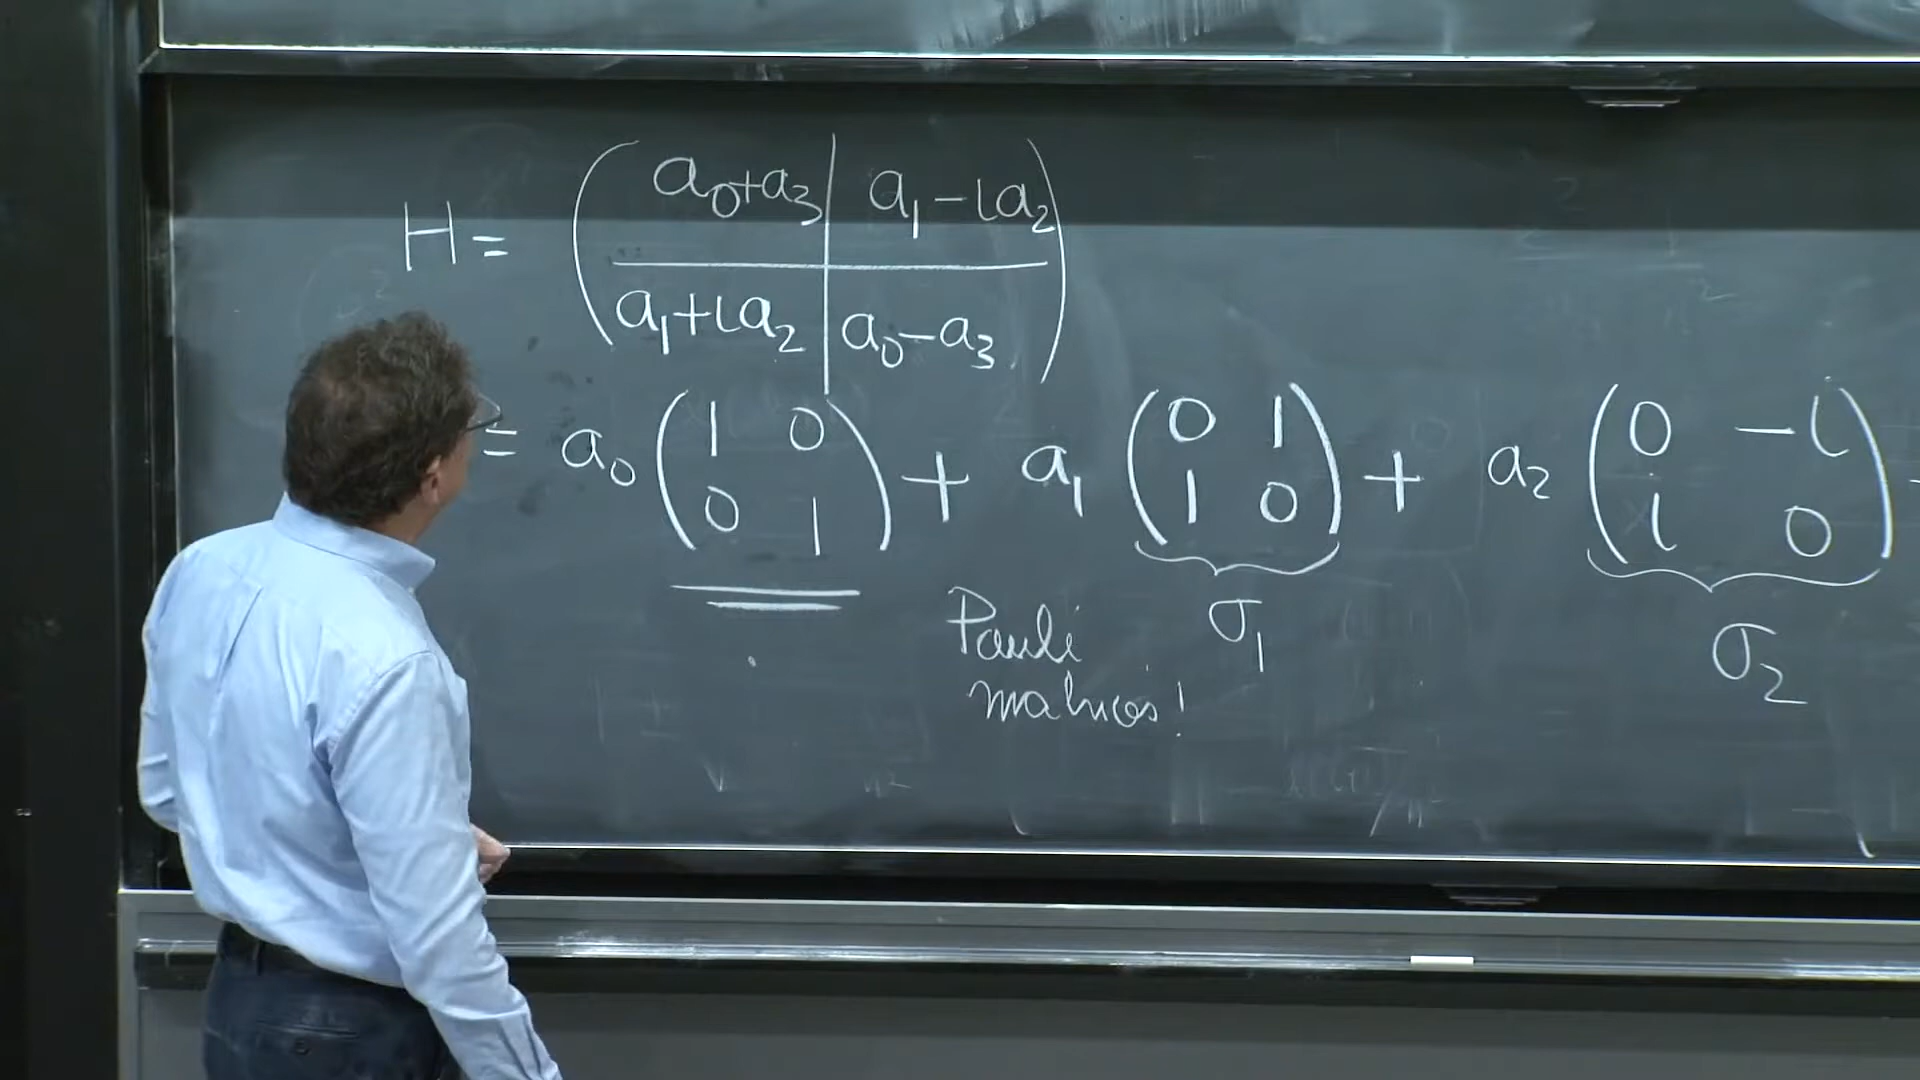 H = ( a₀+a₃ | a₁-ia₂ )
( a₁+ia₂ | a₀-a₃ )
= a₀ ( 1 0 ) + a₁ ( 0 1 ) + a₂ ( 0 -i )
( 0 1 ) ( 1 0 ) ( i 0 )
Pauli σ₁ σ₂
matrices!